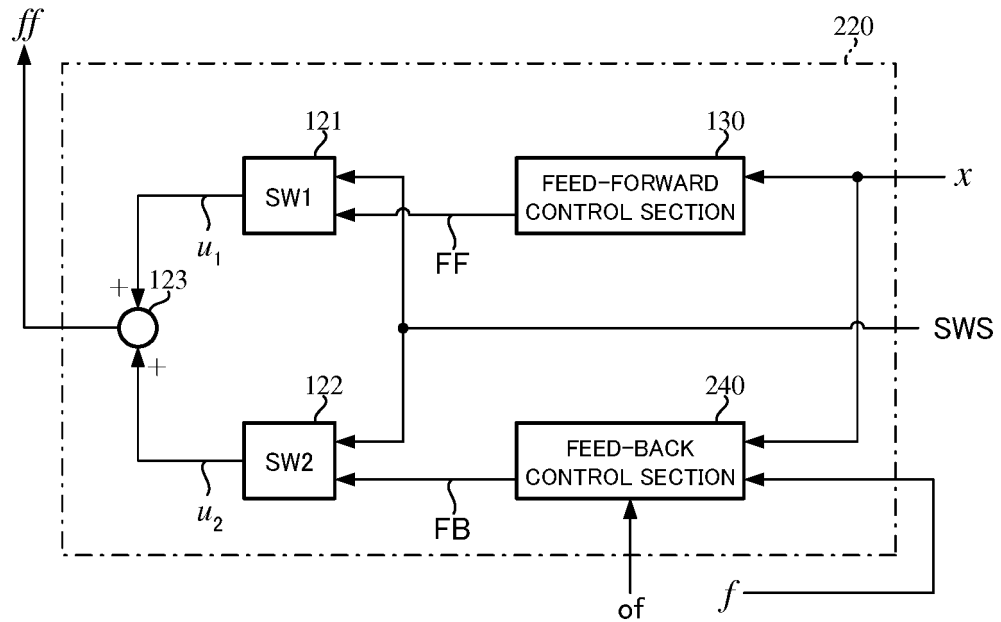 ff
220
121
130
SW1
FEED-FORWARD
CONTROL SECTION
x
u1
FF
+
123
SWS
+
122
240
SW2
FEED-BACK
CONTROL SECTION
u2
FB
of
f